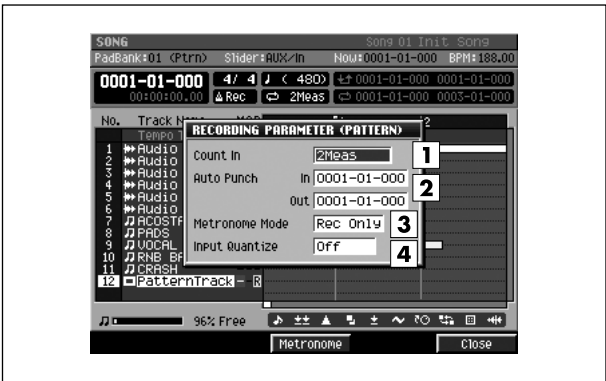 SONG Song 01 Init Song
PadBank:01 (Ptrn) Slider:AUX/In Now:0001-01-000 BPM:188.00
0001-01-000 4/ 4 ( 480) 0001-01-000 0001-01-000
00:00:00.00 Rec 2Meas 0001-01-000 0003-01-000
No. Track 2
Tempo
RECORDING PARAMETER (PATTERN)
Count In 2Meas 1
Auto Punch In 0001-01-000 2
Out 0001-01-000
Metronome Mode Rec Only 3
Input Quantize Off 4
1 Audio
2 Audio
3 Audio
4 Audio
5 Audio
6 Audio
7 ACOSTF
8 PADS
9 VOCAL
10 RNB
11 CRASH
12 PatternTrack -- R
96% Free
Metronome Close